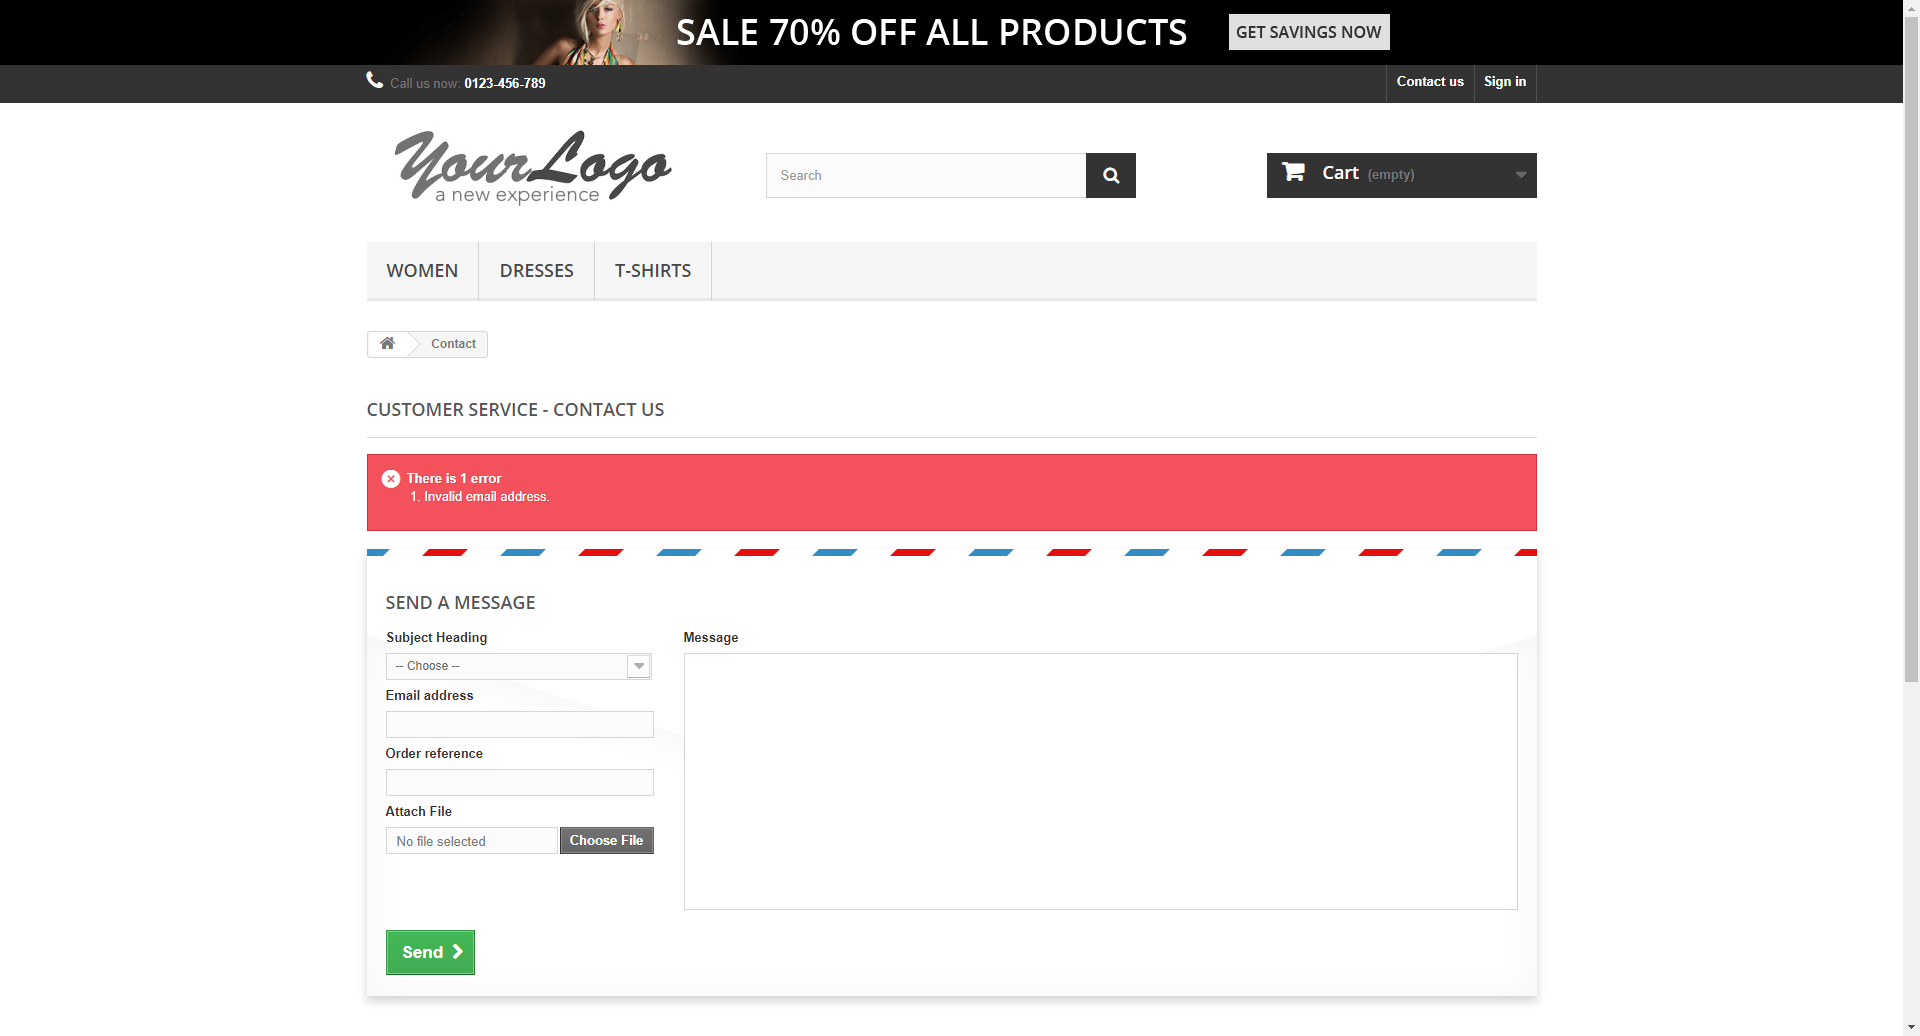 SALE 70% OFF ALL PRODUCTS GET SAVINGS NOW
Call us now: 0123-456-789
Contact us
Sign in
YourLogo
a new experience
Search
Cart (empty)
WOMEN
DRESSES
T-SHIRTS
Contact
CUSTOMER SERVICE - CONTACT US
There is 1 error
1. Invalid email address.
SEND A MESSAGE
Subject Heading
-- Choose --
Email address
Order reference
Attach File
No file selected
Choose File
Message
Send